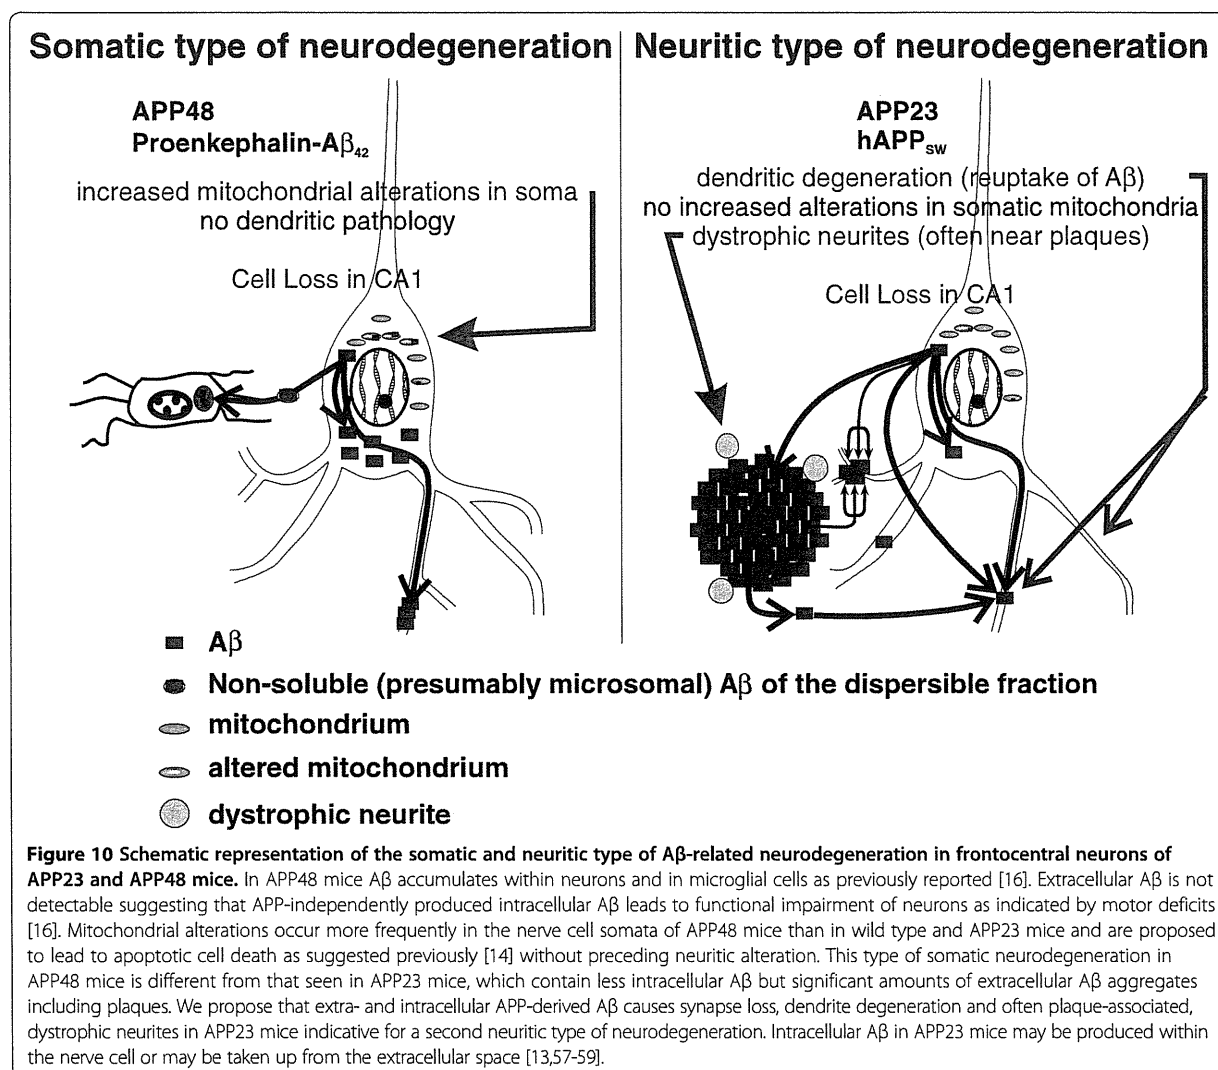 Somatic type of neurodegeneration
APP48
Proenkephalin-Aβ42
increased mitochondrial alterations in soma
no dendritic pathology
Cell Loss in CA1
Neuritic type of neurodegeneration
APP23
hAPPSW
dendritic degeneration (reuptake of Aβ)
no increased alterations in somatic mitochondria
dystrophic neurites (often near plaques)
Cell Loss in CA1
Aβ
Non-soluble (presumably microsomal) Aβ of the dispersible fraction
mitochondrium
altered mitochondrium
dystrophic neurite
Figure 10 Schematic representation of the somatic and neuritic type of Aβ-related neurodegeneration in frontocentral neurons of
APP23 and APP48 mice. In APP48 mice Aβ accumulates within neurons and in microglial cells as previously reported [16]. Extracellular Aβ is not
detectable suggesting that APP-independently produced intracellular Aβ leads to functional impairment of neurons as indicated by motor deficits
[16]. Mitochondrial alterations occur more frequently in the nerve cell somata of APP48 mice than in wild type and APP23 mice and are proposed
to lead to apoptotic cell death as suggested previously [14] without preceding neuritic alteration. This type of somatic neurodegeneration in
APP48 mice is different from that seen in APP23 mice, which contain less intracellular Aβ but significant amounts of extracellular Aβ aggregates
including plaques. We propose that extra- and intracellular APP-derived Aβ causes synapse loss, dendrite degeneration and often plaque-associated,
dystrophic neurites in APP23 mice indicative for a second neuritic type of neurodegeneration. Intracellular Aβ in APP23 mice may be produced within
the nerve cell or may be taken up from the extracellular space [13,57-59].